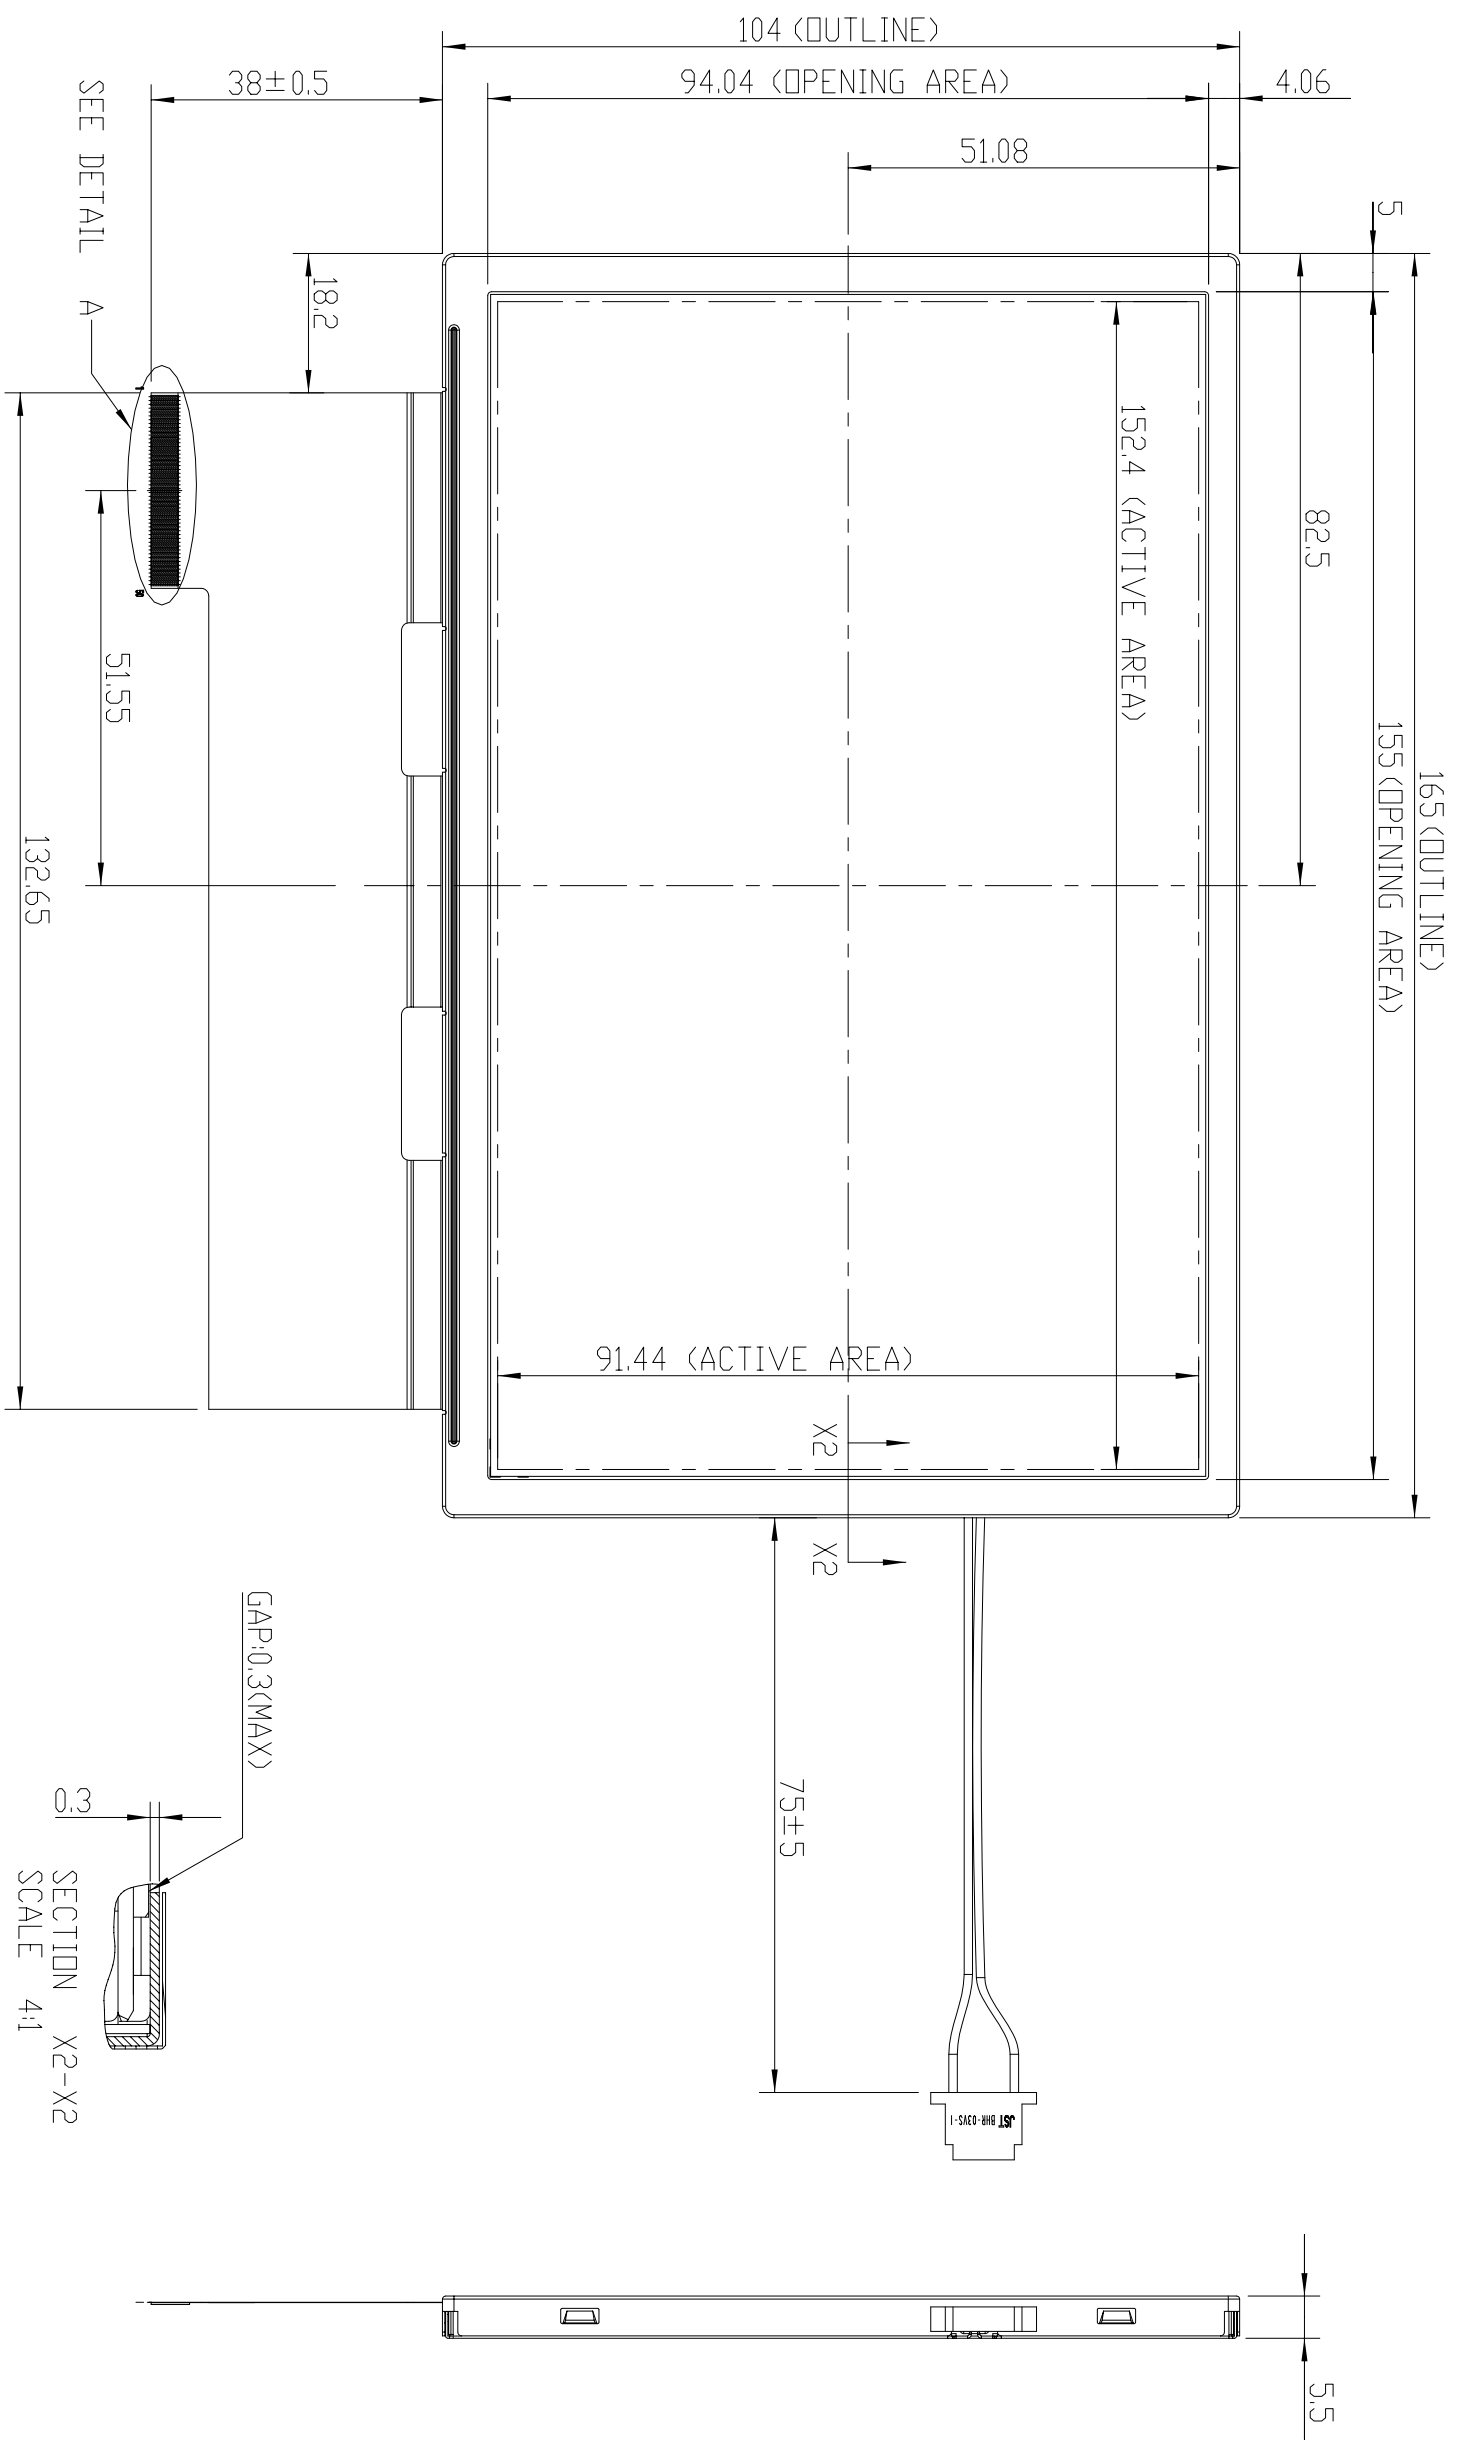 104 (OUTLINE)
94.04 (OPENING AREA)
4.06
38±0.5
51.08
5
SEE DETAIL A
18.2
82.5
152.4 (ACTIVE AREA)
155 (OPENING AREA)
165 (OUTLINE)
1
50
51.55
132.65
91.44 (ACTIVE AREA)
X2
X2
GAP:0.3(MAX)
0.3
75±5
SECTION X2-X2
SCALE 4:1
JST BHR-03VS-1
5.5